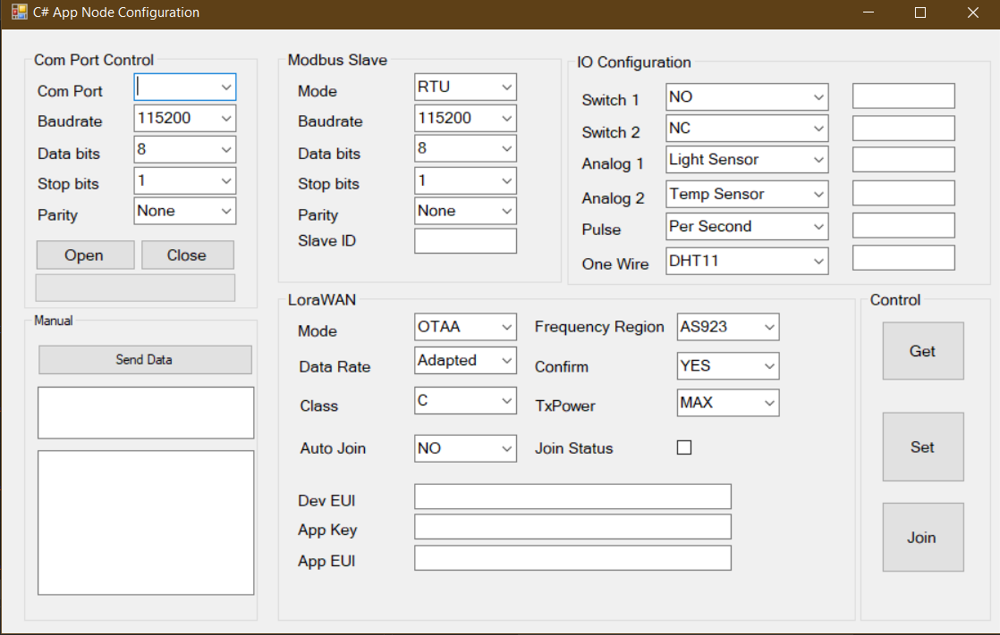 C# App Node Configuration
Com Port Control
Com Port
Baudrate 115200
Data bits 8
Stop bits 1
Parity None
Open Close
Manual
Send Data
Modbus Slave
Mode RTU
Baudrate 115200
Data bits 8
Stop bits 1
Parity None
Slave ID
IO Configuration
Switch 1 NO
Switch 2 NC
Analog 1 Light Sensor
Analog 2 Temp Sensor
Pulse Per Second
One Wire DHT11
LoraWAN
Mode OTAA Frequency Region AS923
Data Rate Adapted Confirm YES
Class C TxPower MAX
Auto Join NO Join Status
Dev EUI
App Key
App EUI
Control
Get
Set
Join